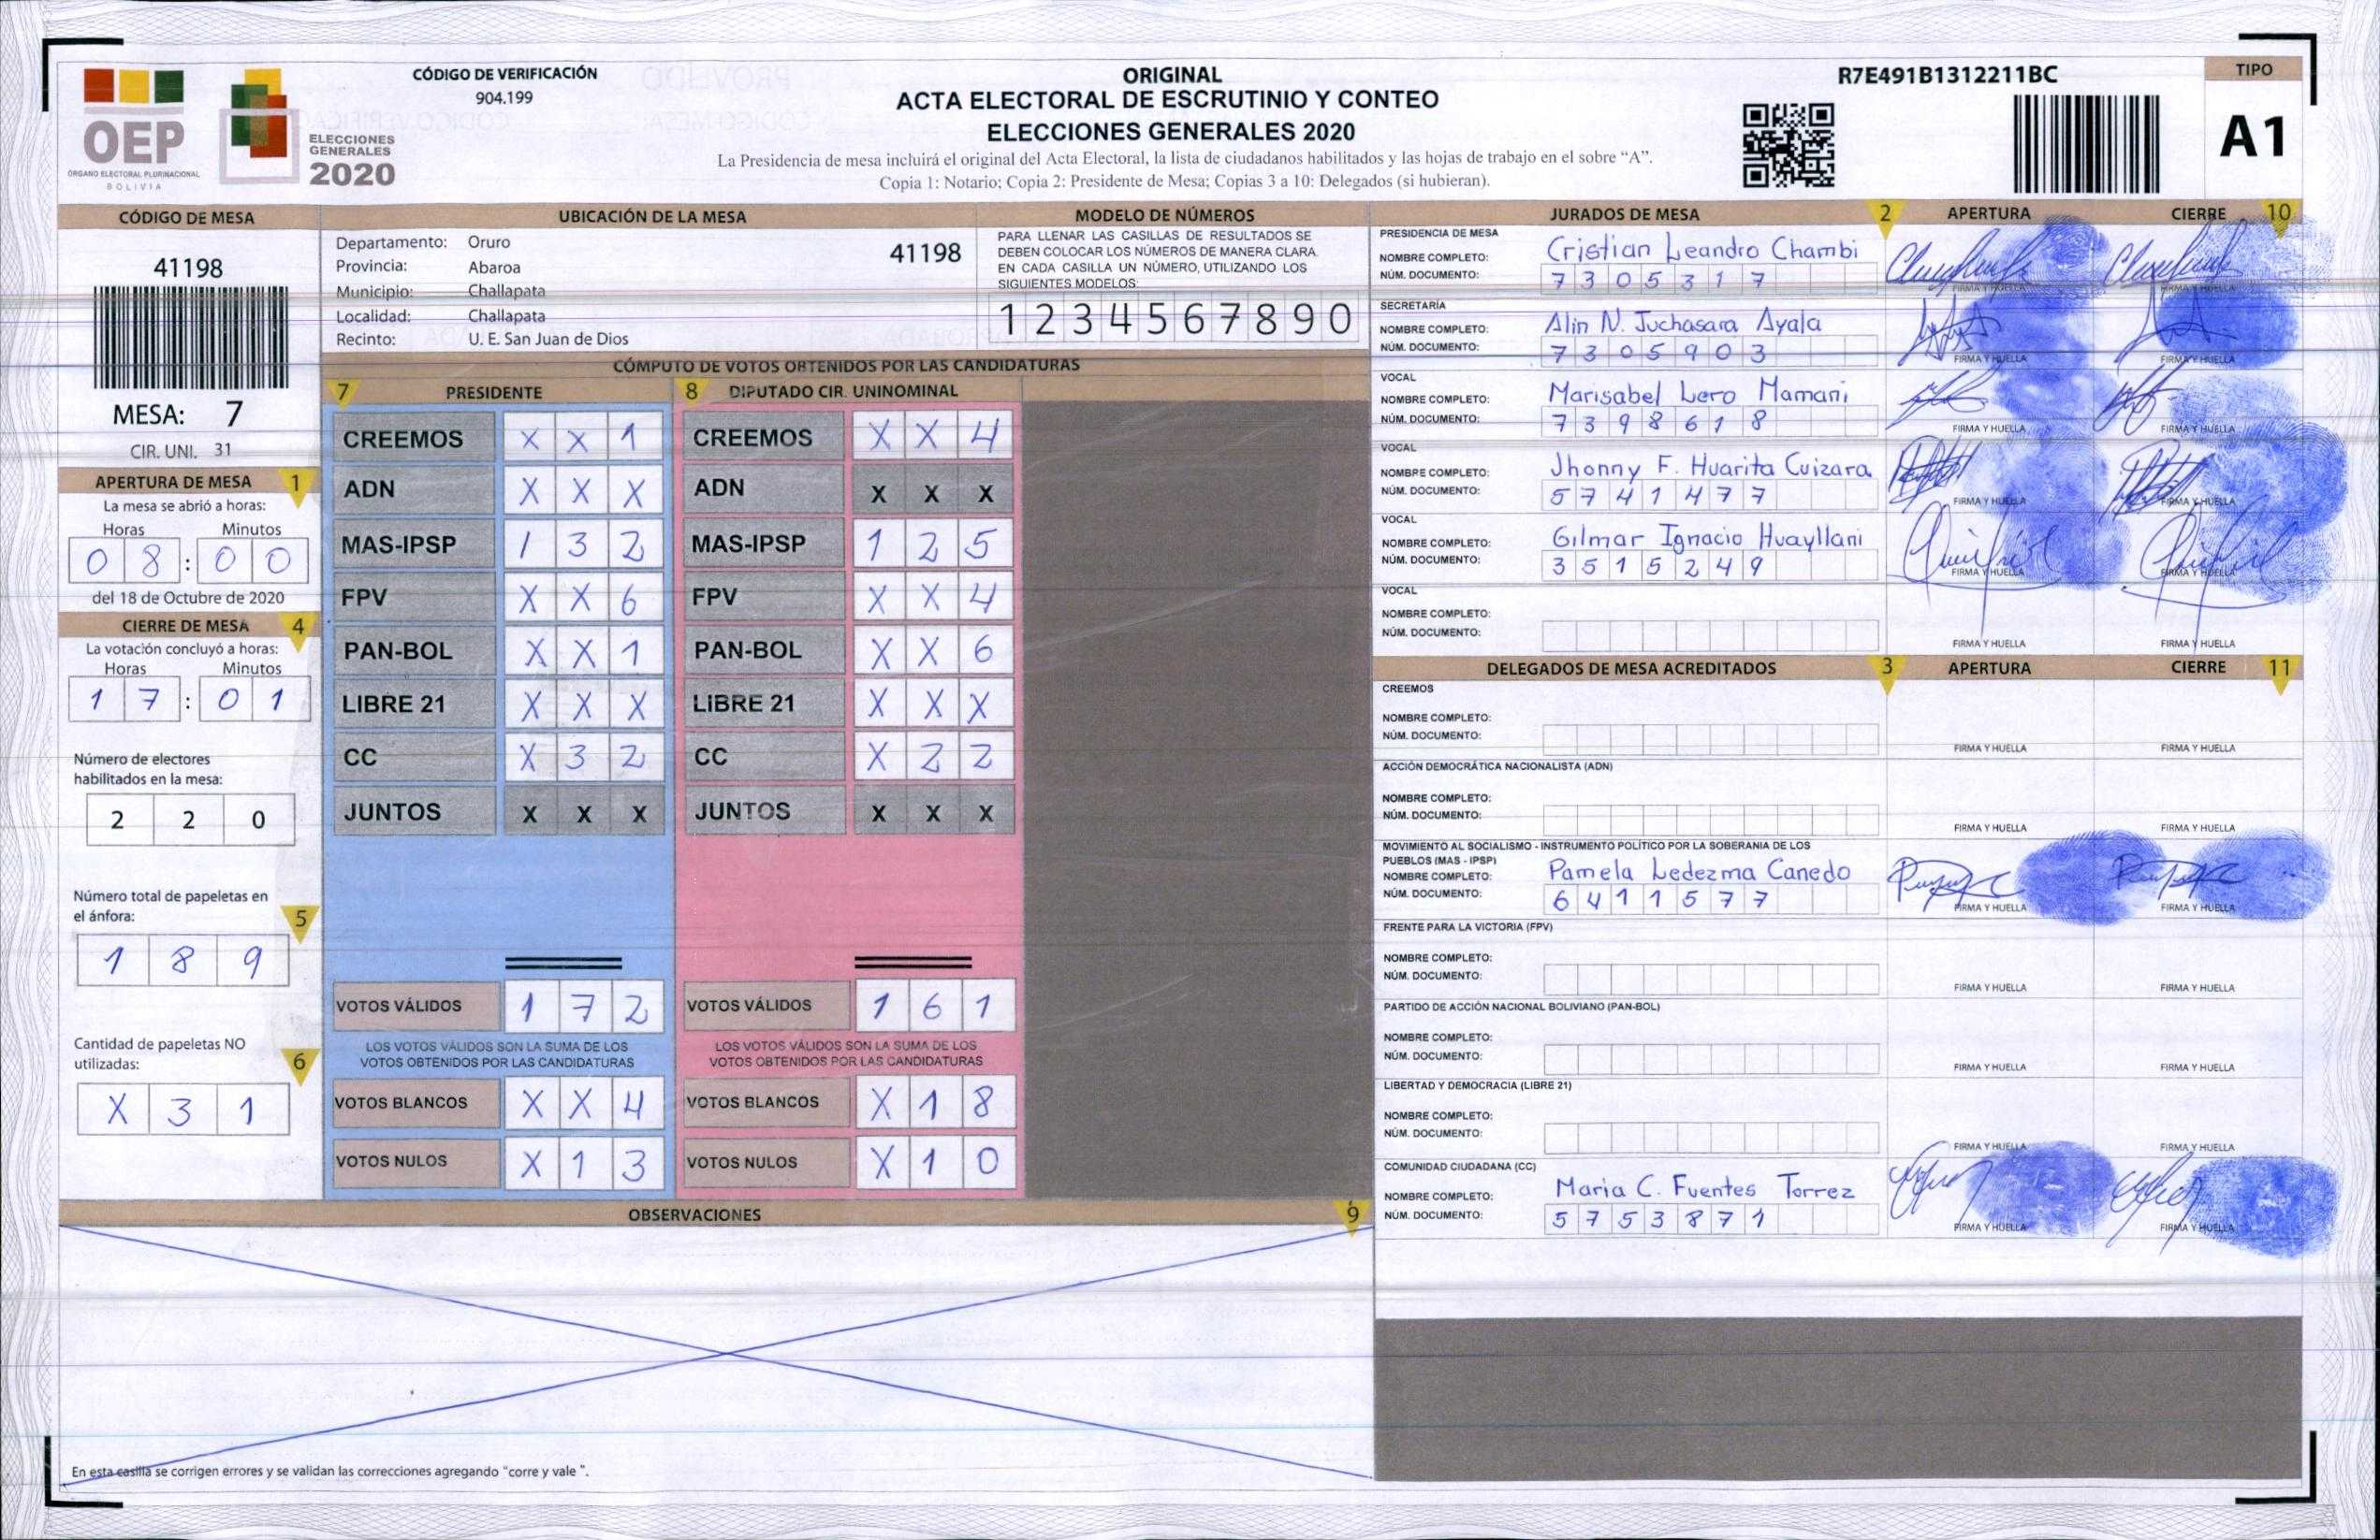 CÓDIGO DE VERIFICACIÓN
904.199
OEP
ÓRGANO ELECTORAL PLURINACIONAL
BOLIVIA
ELECCIONES
GENERALES
2020
ORIGINAL
ACTA ELECTORAL DE ESCRUTINIO Y CONTEO
ELECCIONES GENERALES 2020
La Presidencia de mesa incluirá el original del Acta Electoral, la lista de ciudadanos habilitados y las hojas de trabajo en el sobre “A”.
Copia 1: Notario; Copia 2: Presidente de Mesa; Copias 3 a 10: Delegados (si hubieran).
R7E491B1312211BC
TIPO
A1
CÓDIGO DE MESA
41198
MESA: 7
CIR. UNI. 31
UBICACIÓN DE LA MESA
Departamento: Oruro
41198
Provincia: Abaroa
Municipio: Challapata
Localidad: Challapata
Recinto: U. E. San Juan de Dios
MODELO DE NÚMEROS
PARA LLENAR LAS CASILLAS DE RESULTADOS SE
DEBEN COLOCAR LOS NÚMEROS DE MANERA CLARA.
EN CADA CASILLA UN NÚMERO, UTILIZANDO LOS
SIGUIENTES MODELOS:
1 2 3 4 5 6 7 8 9 0
APERTURA DE MESA 1
La mesa se abrió a horas:
Horas Minutos
0 8 : 0 0
del 18 de Octubre de 2020
CIERRE DE MESA 4
La votación concluyó a horas:
Horas Minutos
1 7 : 0 1
Número de electores
habilitados en la mesa:
2 2 0
Número total de papeletas en
el ánfora: 5
1 8 9
Cantidad de papeletas NO
utilizadas: 6
X 3 1
CÓMPUTO DE VOTOS OBTENIDOS POR LAS CANDIDATURAS
7 PRESIDENTE
CREEMOS X X 1
ADN X X X
MAS-IPSP 1 3 2
FPV X X 6
PAN-BOL X X 1
LIBRE 21 X X X
CC X 3 2
JUNTOS X X X
VOTOS VÁLIDOS 1 7 2
LOS VOTOS VÁLIDOS SON LA SUMA DE LOS
VOTOS OBTENIDOS POR LAS CANDIDATURAS
VOTOS BLANCOS X X 4
VOTOS NULOS X 1 3
8 DIPUTADO CIR. UNINOMINAL
CREEMOS X X 4
ADN X X X
MAS-IPSP 1 2 5
FPV X X 4
PAN-BOL X X 6
LIBRE 21 X X X
CC X 2 2
JUNTOS X X X
VOTOS VÁLIDOS 1 6 1
LOS VOTOS VÁLIDOS SON LA SUMA DE LOS
VOTOS OBTENIDOS POR LAS CANDIDATURAS
VOTOS BLANCOS X 1 8
VOTOS NULOS X 1 0
OBSERVACIONES 9
En esta casilla se corrigen errores y se validan las correcciones agregando “corre y vale ”.
JURADOS DE MESA 2 APERTURA CIERRE 10
PRESIDENCIA DE MESA
NOMBRE COMPLETO: Cristian Leandro Chambi
NÚM. DOCUMENTO: 7 3 0 5 3 1 7
FIRMA Y HUELLA FIRMA Y HUELLA
SECRETARÍA
NOMBRE COMPLETO: Alin N. Juchasara Ayala
NÚM. DOCUMENTO: 7 3 0 5 9 0 3
FIRMA Y HUELLA FIRMA Y HUELLA
VOCAL
NOMBRE COMPLETO: Marisabel Lero Mamani
NÚM. DOCUMENTO: 7 3 9 8 6 1 8
FIRMA Y HUELLA FIRMA Y HUELLA
VOCAL
NOMBRE COMPLETO: Jhonny F. Huarita Cuizara
NÚM. DOCUMENTO: 5 7 4 1 4 7 7
FIRMA Y HUELLA FIRMA Y HUELLA
VOCAL
NOMBRE COMPLETO: Gilmar Ignacio Huayllani
NÚM. DOCUMENTO: 3 5 1 5 2 4 9
FIRMA Y HUELLA FIRMA Y HUELLA
VOCAL
NOMBRE COMPLETO:
NÚM. DOCUMENTO:
FIRMA Y HUELLA FIRMA Y HUELLA
DELEGADOS DE MESA ACREDITADOS 3 APERTURA CIERRE 11
CREEMOS
NOMBRE COMPLETO:
NÚM. DOCUMENTO:
FIRMA Y HUELLA FIRMA Y HUELLA
ACCIÓN DEMOCRÁTICA NACIONALISTA (ADN)
NOMBRE COMPLETO:
NÚM. DOCUMENTO:
FIRMA Y HUELLA FIRMA Y HUELLA
MOVIMIENTO AL SOCIALISMO - INSTRUMENTO POLÍTICO POR LA SOBERANIA DE LOS
PUEBLOS (MAS - IPSP)
NOMBRE COMPLETO: Pamela Ledezma Canedo
NÚM. DOCUMENTO: 6 4 1 1 5 7 7
FIRMA Y HUELLA FIRMA Y HUELLA
FRENTE PARA LA VICTORIA (FPV)
NOMBRE COMPLETO:
NÚM. DOCUMENTO:
FIRMA Y HUELLA FIRMA Y HUELLA
PARTIDO DE ACCIÓN NACIONAL BOLIVIANO (PAN-BOL)
NOMBRE COMPLETO:
NÚM. DOCUMENTO:
FIRMA Y HUELLA FIRMA Y HUELLA
LIBERTAD Y DEMOCRACIA (LIBRE 21)
NOMBRE COMPLETO:
NÚM. DOCUMENTO:
FIRMA Y HUELLA FIRMA Y HUELLA
COMUNIDAD CIUDADANA (CC)
NOMBRE COMPLETO: Maria C. Fuentes Torrez
NÚM. DOCUMENTO: 5 7 5 3 8 7 1
FIRMA Y HUELLA FIRMA Y HUELLA